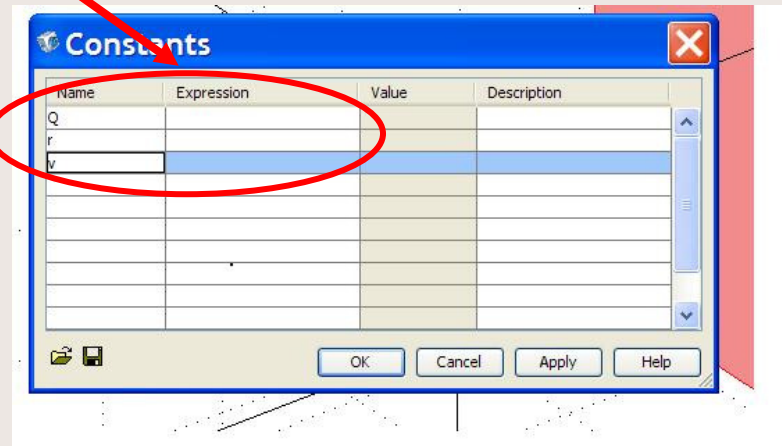 Constants
Name Expression Value Description
Q
r
v
OK Cancel Apply Help